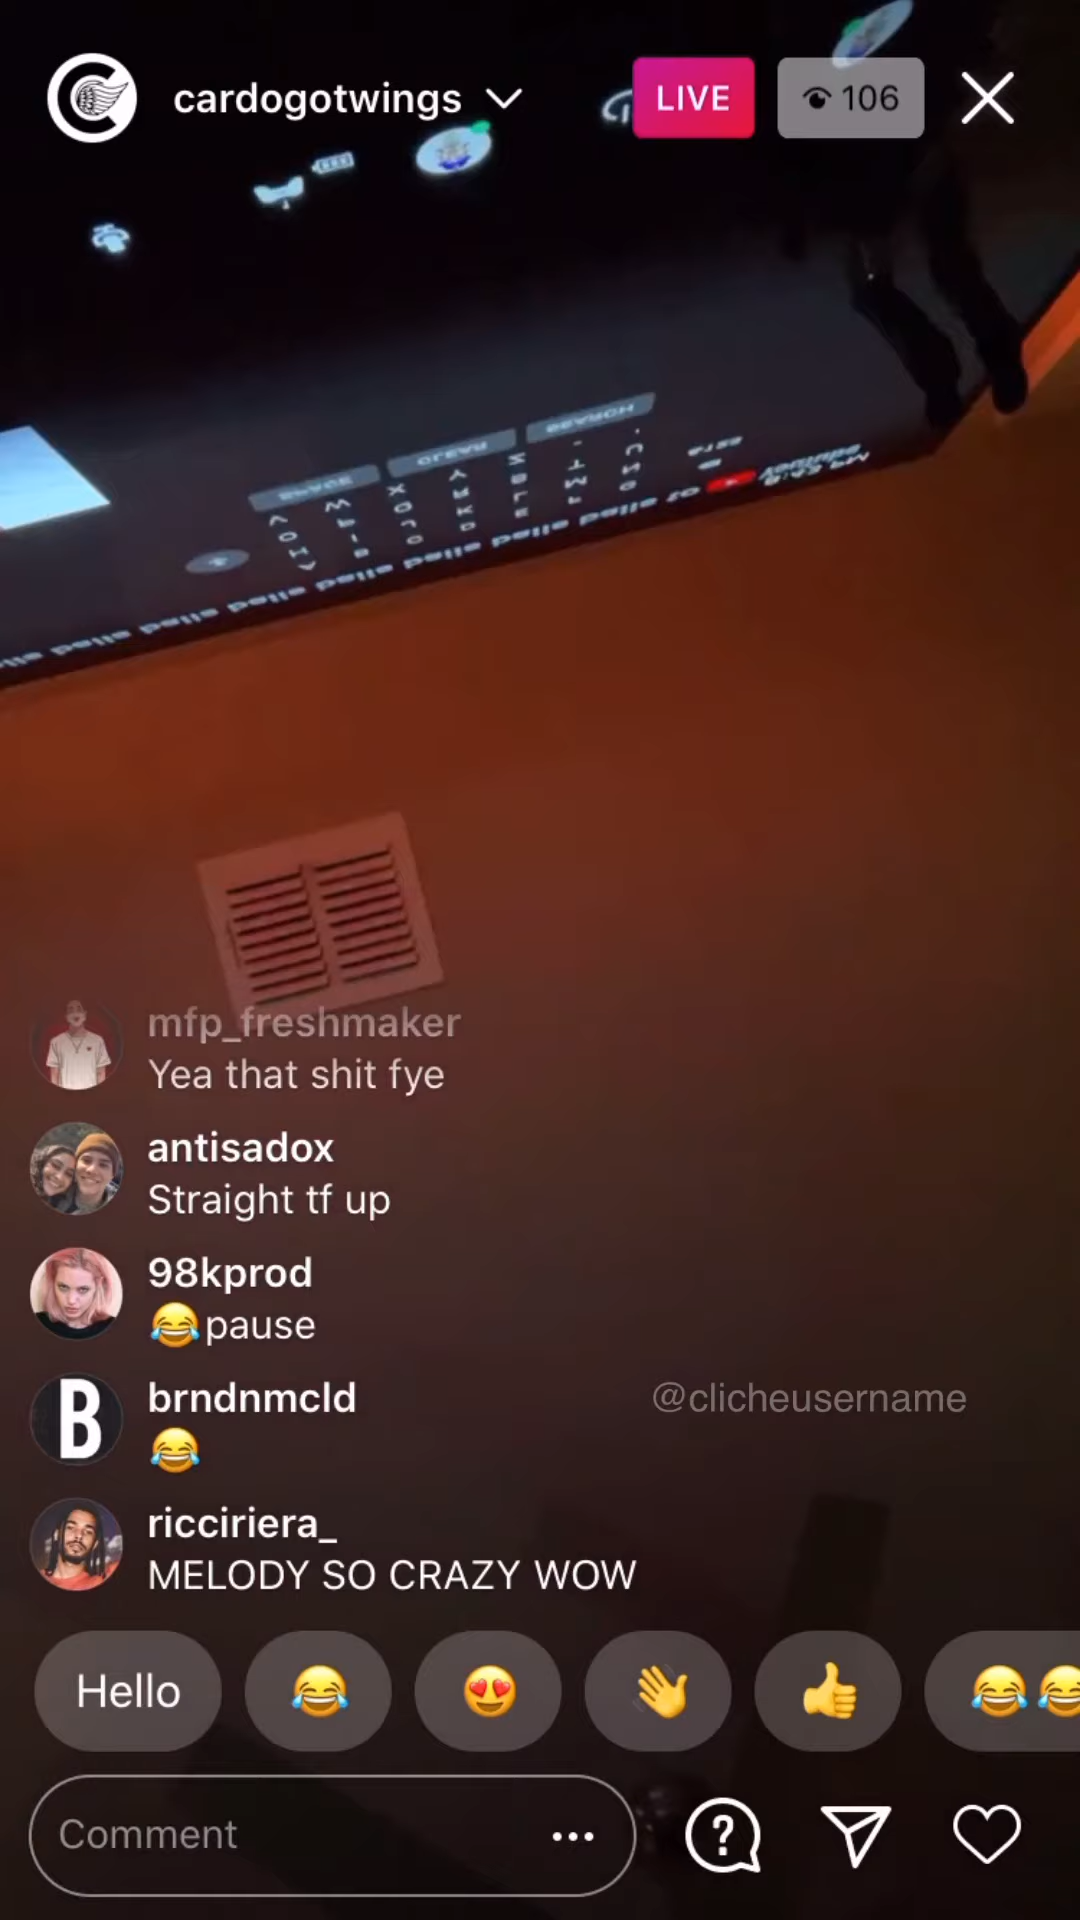 cardogotwings
LIVE
106
mfp_freshmaker
Yea that shit fye
antisadox
Straight tf up
98kprod
😂pause
brndnmcld
😂
@clicheusername
ricciriera_
MELODY SO CRAZY WOW
Hello
Comment